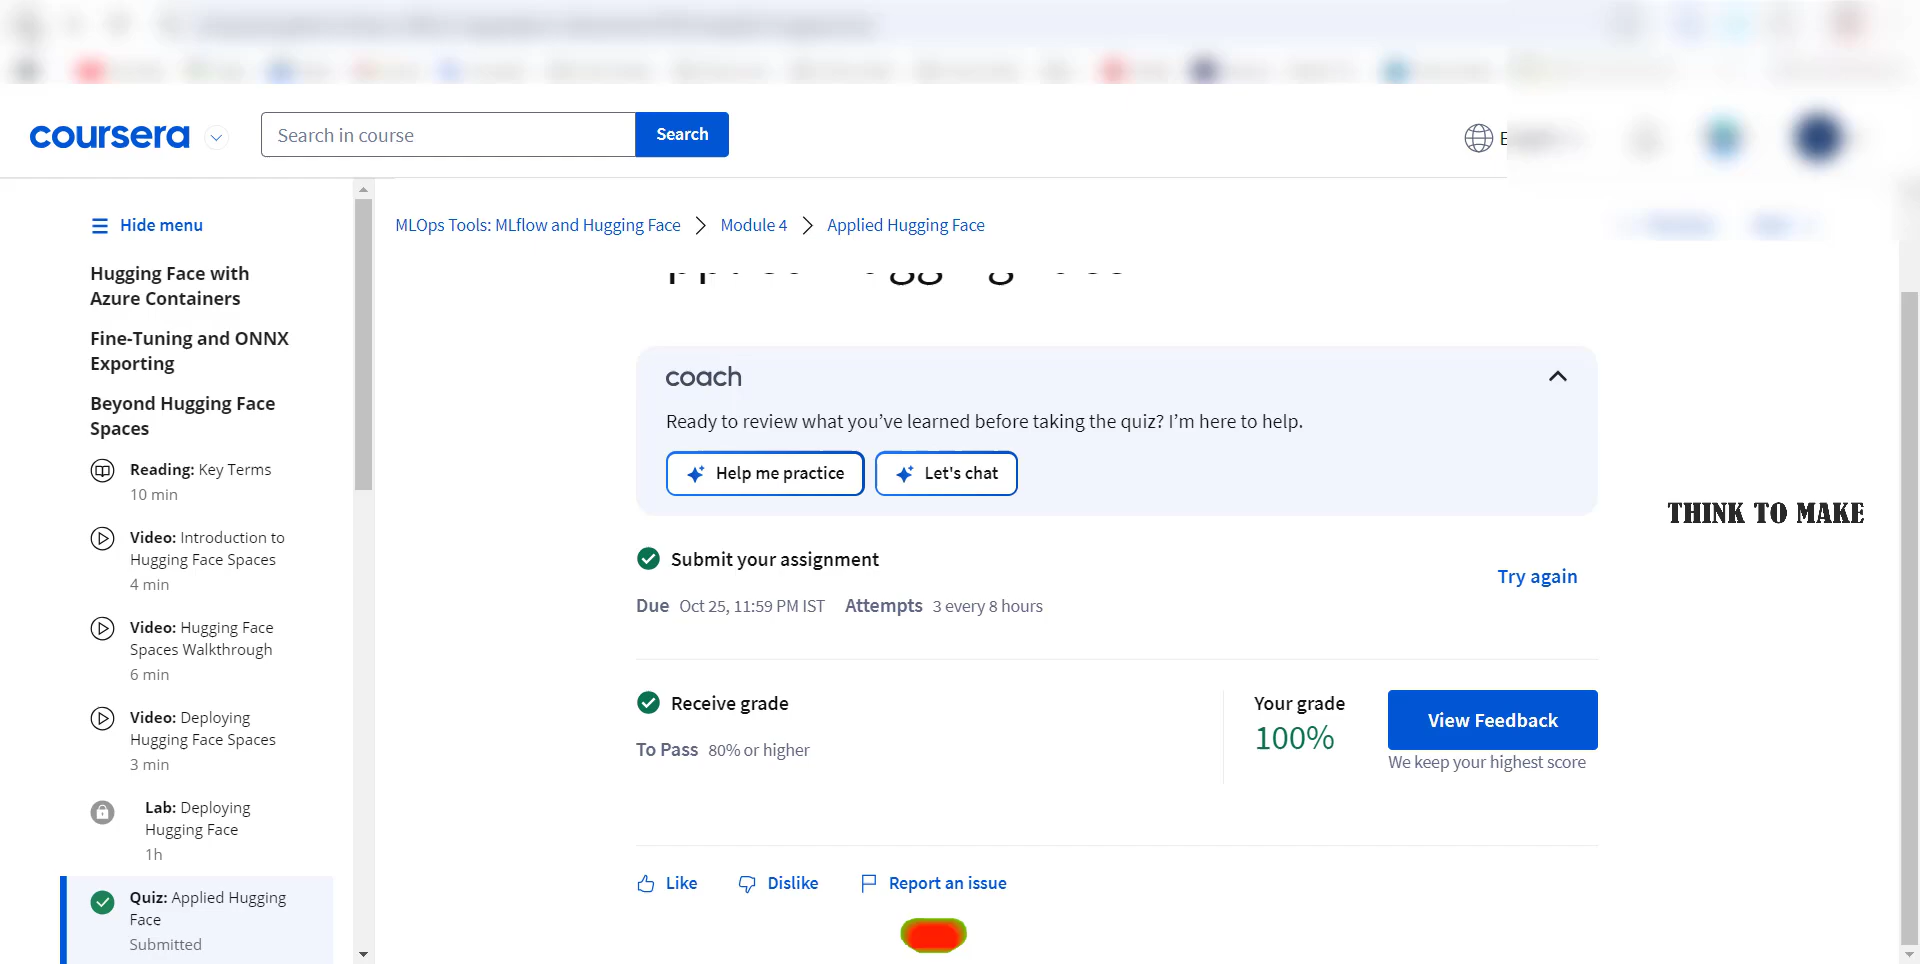 coursera
Search in course
Search
Hide menu
MLOps Tools: MLflow and Hugging Face
Module 4
Applied Hugging Face
Hugging Face with
Azure Containers
Fine-Tuning and ONNX
Exporting
Beyond Hugging Face
Spaces
Reading: Key Terms
10 min
Video: Introduction to
Hugging Face Spaces
4 min
Video: Hugging Face
Spaces Walkthrough
6 min
Video: Deploying
Hugging Face Spaces
3 min
Lab: Deploying
Hugging Face
1h
Quiz: Applied Hugging
Face
Submitted
coach
Ready to review what you’ve learned before taking the quiz? I’m here to help.
Help me practice
Let's chat
THINK TO MAKE
Submit your assignment
Try again
Due Oct 25, 11:59 PM IST Attempts 3 every 8 hours
Receive grade
To Pass 80% or higher
Your grade
100%
View Feedback
We keep your highest score
Like
Dislike
Report an issue